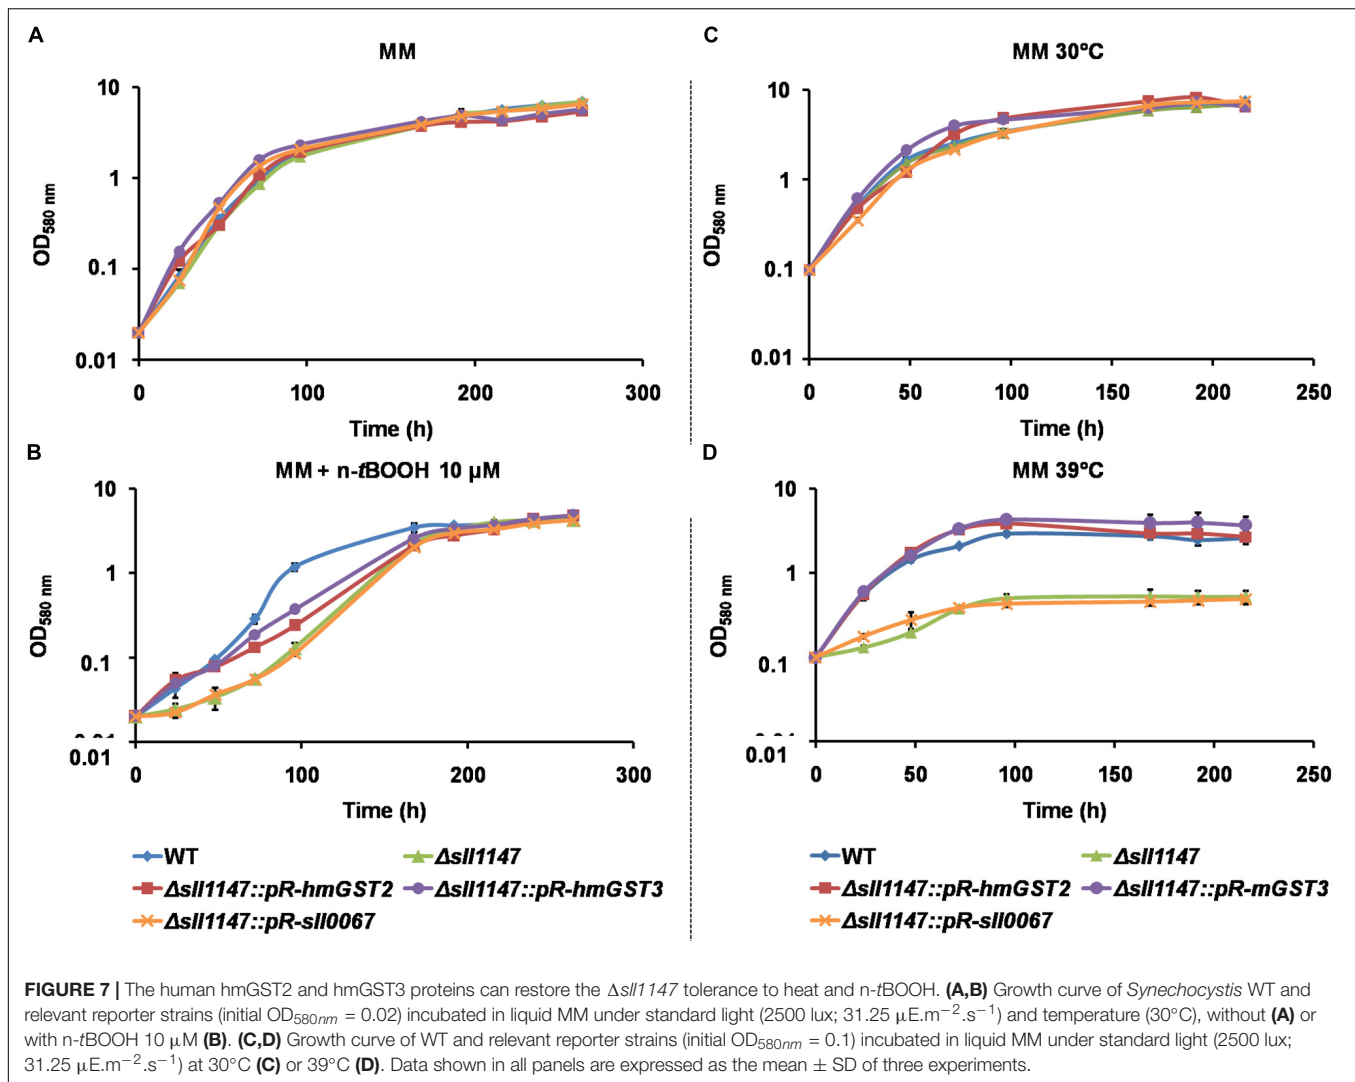 A
MM
10
1
0.1
0.01
OD580 nm
0
100
200
300
Time (h)
C
MM 30°C
10
1
0.1
0.01
OD580 nm
0
50
100
150
200
250
Time (h)
B
MM + n-tBOOH 10 µM
10
1
0.1
0.01
0.01
OD580 nm
0
100
200
300
Time (h)
WT
Δsll1147
Δsll1147::pR-hmGST2
Δsll1147::pR-hmGST3
Δsll1147::pR-sll0067
D
MM 39°C
10
1
0.1
0.01
0.01
OD580 nm
0
50
100
150
200
250
Time (h)
WT
Δsll1147
Δsll1147::pR-hmGST2
Δsll1147::pR-mGST3
Δsll1147::pR-sll0067
FIGURE 7 | The human hmGST2 and hmGST3 proteins can restore the Δsll1147 tolerance to heat and n-tBOOH. (A,B) Growth curve of Synechocystis WT and
relevant reporter strains (initial OD580nm = 0.02) incubated in liquid MM under standard light (2500 lux; 31.25 µE.m−2.s−1) and temperature (30°C), without (A) or
with n-tBOOH 10 µM (B). (C,D) Growth curve of WT and relevant reporter strains (initial OD580nm = 0.1) incubated in liquid MM under standard light (2500 lux;
31.25 µE.m−2.s−1) at 30°C (C) or 39°C (D). Data shown in all panels are expressed as the mean ± SD of three experiments.